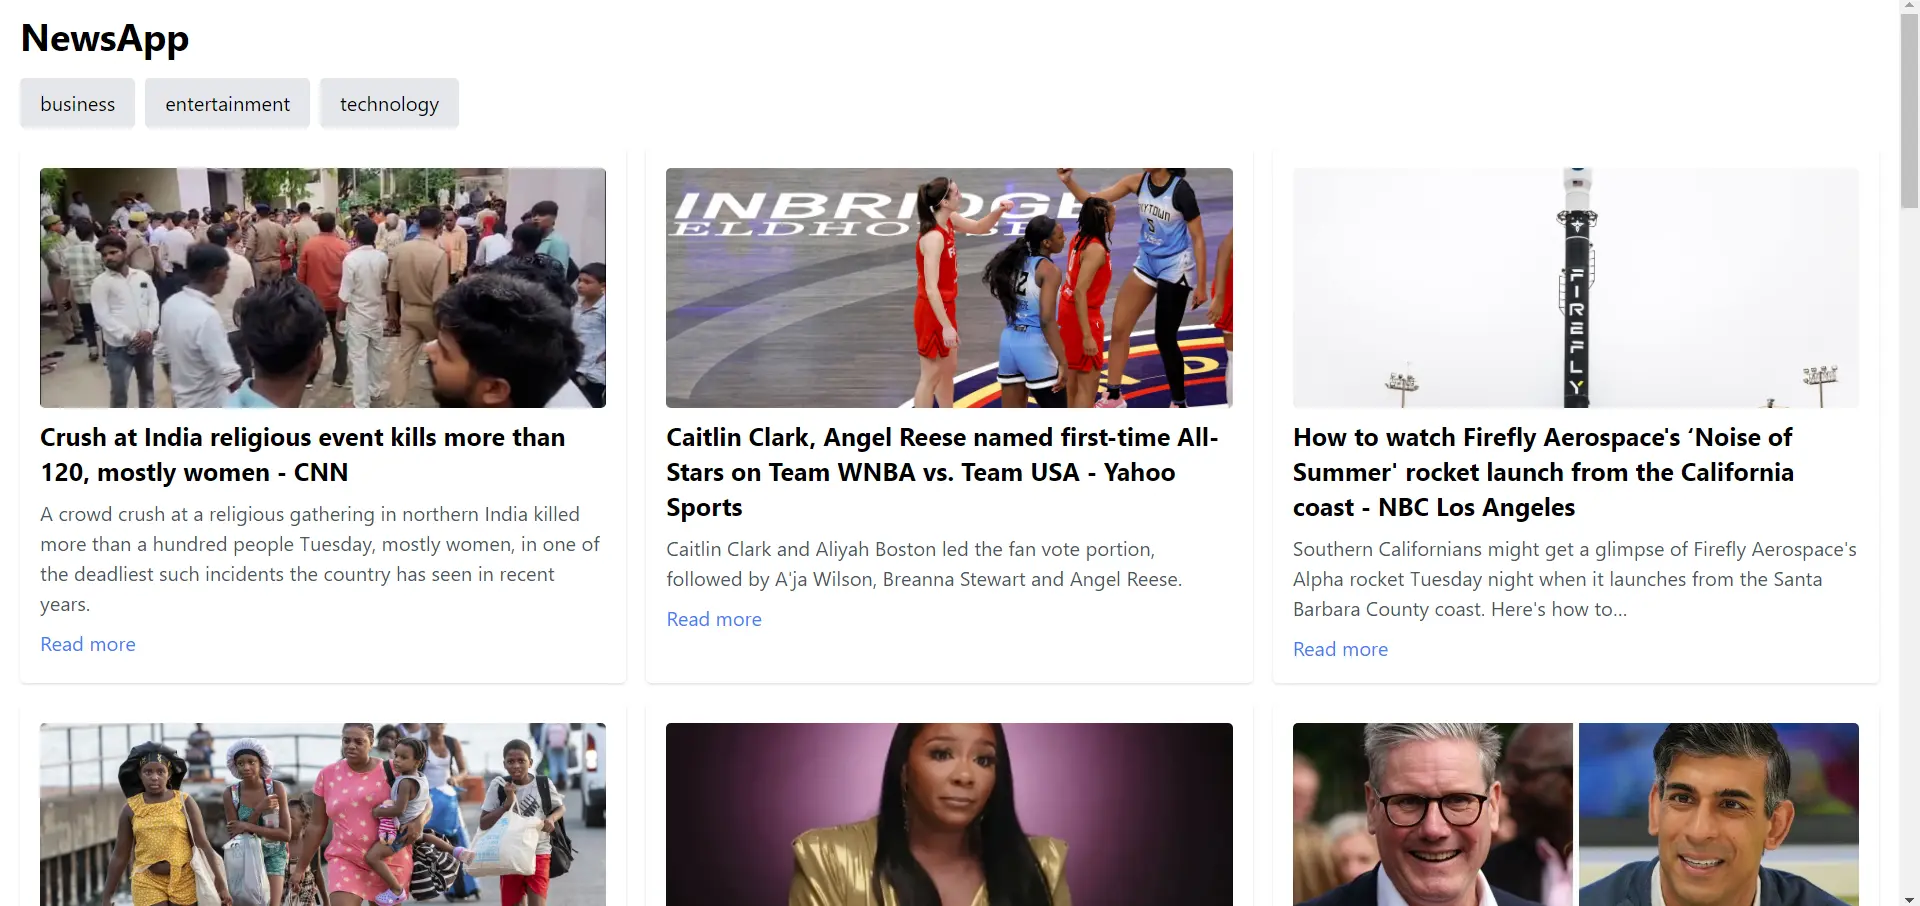 NewsApp
business
entertainment
technology
INBRIDGE
ELDHOUSE
SKYTOWN
5
12
FIREFLY
Crush at India religious event kills more than
120, mostly women - CNN
A crowd crush at a religious gathering in northern India killed
more than a hundred people Tuesday, mostly women, in one of
the deadliest such incidents the country has seen in recent
years.
Read more
Caitlin Clark, Angel Reese named first-time All-
Stars on Team WNBA vs. Team USA - Yahoo
Sports
Caitlin Clark and Aliyah Boston led the fan vote portion,
followed by A'ja Wilson, Breanna Stewart and Angel Reese.
Read more
How to watch Firefly Aerospace's ‘Noise of
Summer' rocket launch from the California
coast - NBC Los Angeles
Southern Californians might get a glimpse of Firefly Aerospace's
Alpha rocket Tuesday night when it launches from the Santa
Barbara County coast. Here's how to…
Read more